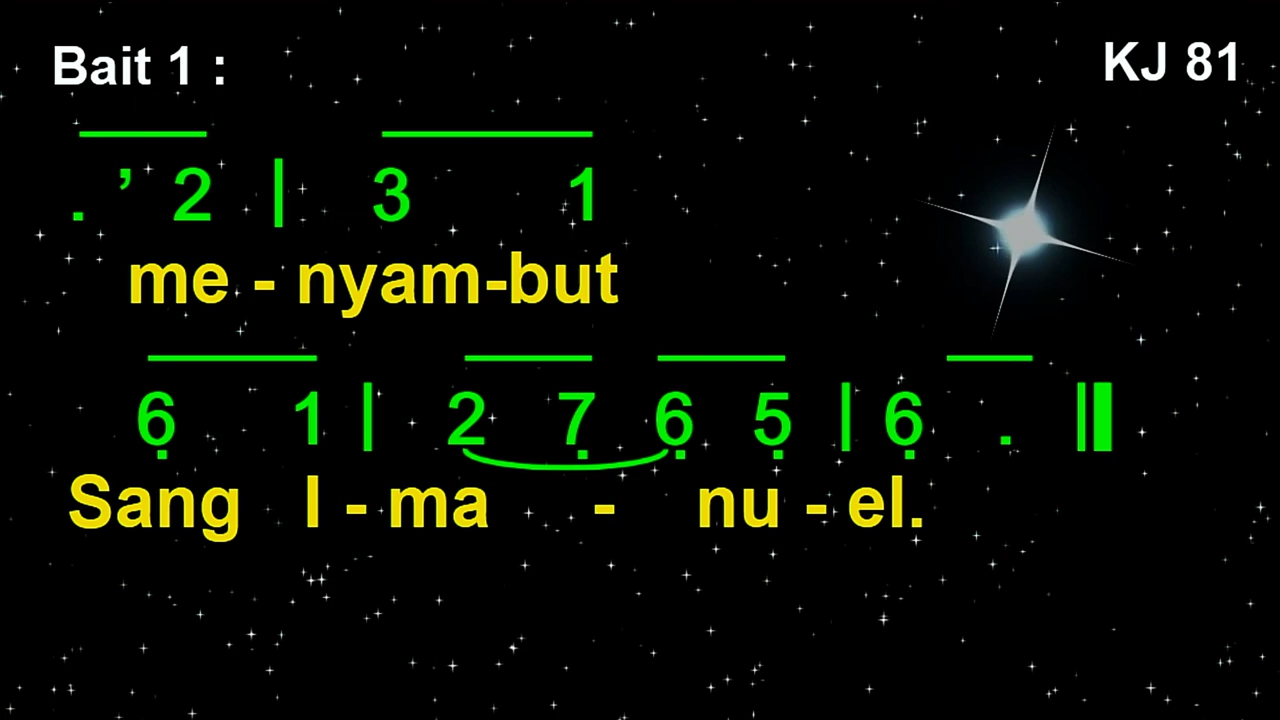 Bait 1 : KJ 81
. ’ 2 | 3 1
me - nyam-but
6̣ 1 | 2 7̣ 6̣ 5̣ | 6̣ . ||
Sang I - ma - nu - el.